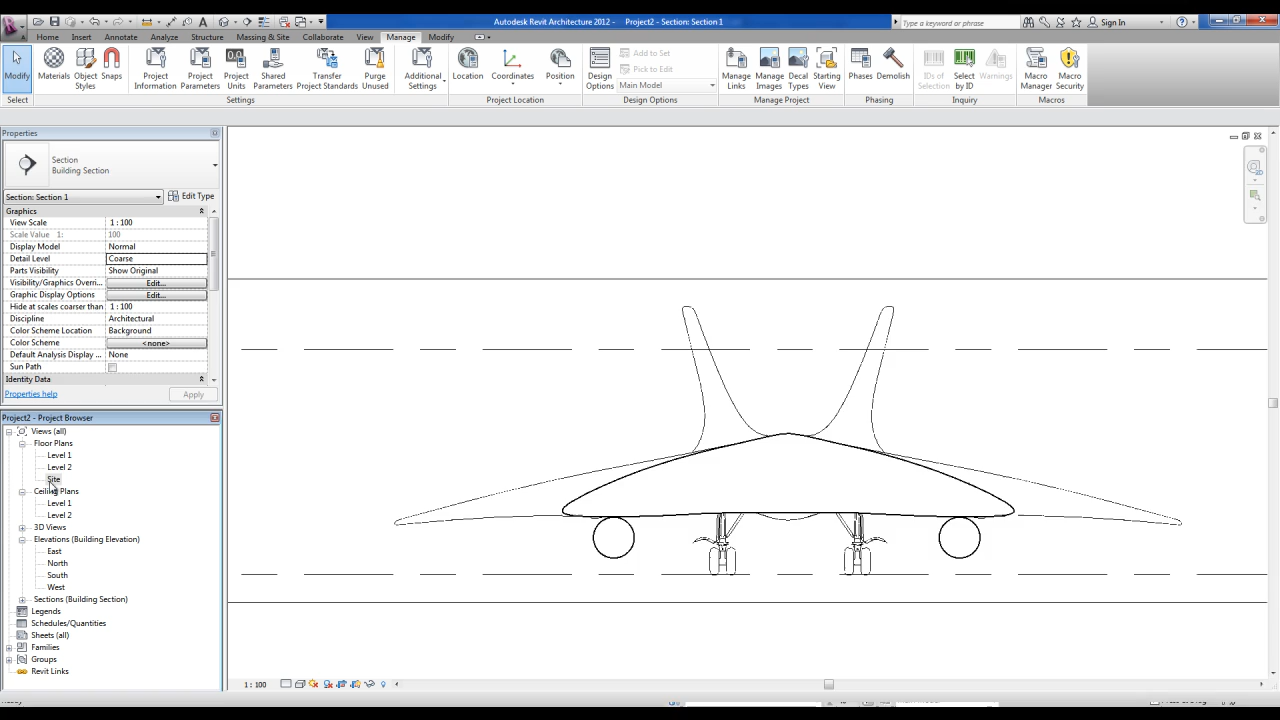 Autodesk Revit Architecture 2012 - Project2 - Section: Section 1
Type a keyword or phrase
Sign In
Home Insert Annotate Analyze Structure Massing & Site Collaborate View Manage Modify
Modify
Materials
Object Styles
Snaps
Project Information
Project Parameters
Project Units
Shared Parameters
Transfer Project Standards
Purge Unused
Additional Settings
Location
Coordinates
Position
Design Options
Add to Set
Pick to Edit
Main Model
Manage Links
Manage Images
Decal Types
Starting View
Phases
Demolish
IDs of Selection
Select by ID
Warnings
Macro Manager
Macro Security
Select
Settings
Project Location
Design Options
Manage Project
Phasing
Inquiry
Macros
Properties
Section
Building Section
Section: Section 1
Edit Type
Graphics
View Scale 1 : 100
Scale Value 1: 100
Display Model Normal
Detail Level Coarse
Parts Visibility Show Original
Visibility/Graphics Overri... Edit...
Graphic Display Options Edit...
Hide at scales coarser than 1 : 100
Discipline Architectural
Color Scheme Location Background
Color Scheme <none>
Default Analysis Display ... None
Sun Path
Identity Data
Properties help
Apply
Project2 - Project Browser
Views (all)
Floor Plans
Level 1
Level 2
Site
Ceiling Plans
Level 1
Level 2
3D Views
Elevations (Building Elevation)
East
North
South
West
Sections (Building Section)
Legends
Schedules/Quantities
Sheets (all)
Families
Groups
Revit Links
1 : 100